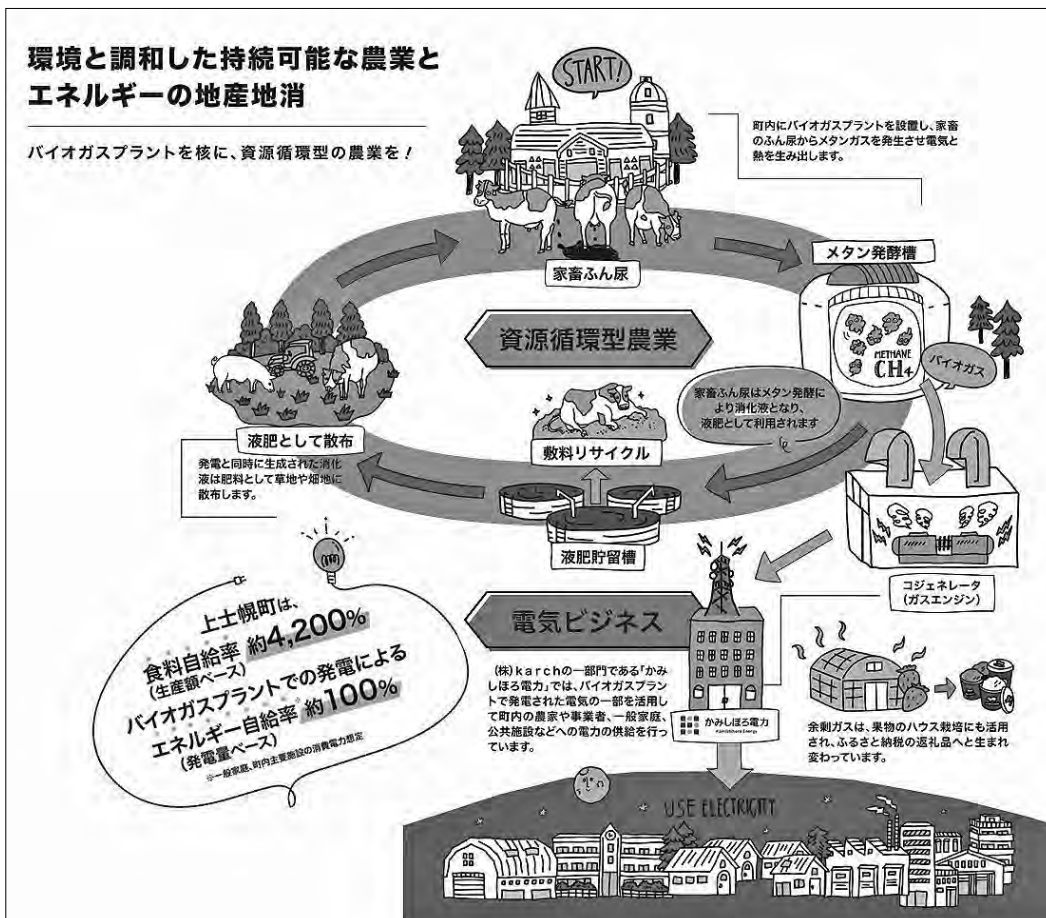 環境と調和した持続可能な農業と
エネルギーの地産地消
バイオガスプラントを核に、資源循環型の農業を！
START!
町内にバイオガスプラントを設置し、家畜
のふん尿からメタンガスを発生させ電気と
熱を生み出します。
家畜ふん尿
メタン発酵槽
METHANE
CH4
バイオガス
資源循環型農業
家畜ふん尿はメタン発酵に
より消化液となり、
液肥として利用されます
敷料リサイクル
液肥として散布
発電と同時に生成された消化
液は肥料として草地や畑地に
散布します。
液肥貯留槽
コジェネレータ
(ガスエンジン)
上士幌町は、
食料自給率 約4,200%
(生産額ベース)
バイオガスプラントでの発電による
エネルギー自給率 約100%
(発電量ベース)
※一般家庭、町内主要施設の消費電力想定
電気ビジネス
(株)karchの一部門である「かみ
しほろ電力」では、バイオガスプラン
トで発電された電気の一部を活用し
て町内の農家や事業者、一般家庭、
公共施設などへの電力の供給を行っ
ています。
かみしほろ電力
Kamishihoro Energy
余剰ガスは、果物のハウス栽培にも活用
され、ふるさと納税の返礼品へと生まれ
変わっています。
USE ELECTRICITY